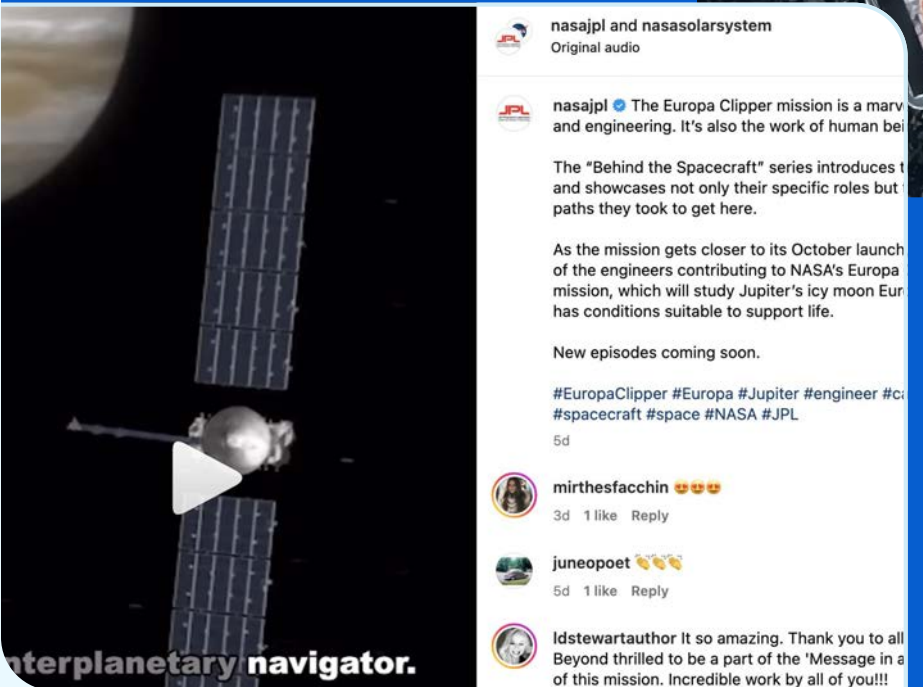 nasajpl and nasasolarsystem
Original audio
JPL
nasajpl The Europa Clipper mission is a marv
and engineering. It's also the work of human bei
The "Behind the Spacecraft" series introduces t
and showcases not only their specific roles but
paths they took to get here.
As the mission gets closer to its October launch
of the engineers contributing to NASA's Europa
mission, which will study Jupiter's icy moon Eur
has conditions suitable to support life.
New episodes coming soon.
#EuropaClipper #Europa #Jupiter #engineer #ca
#spacecraft #space #NASA #JPL
5d
mirthesfacchin 😍😍😍
3d 1 like Reply
juneopoet 👏👏👏
5d 1 like Reply
ldstewartauthor It so amazing. Thank you to all
Beyond thrilled to be a part of the 'Message in a
of this mission. Incredible work by all of you!!!
nterplanetary navigator.